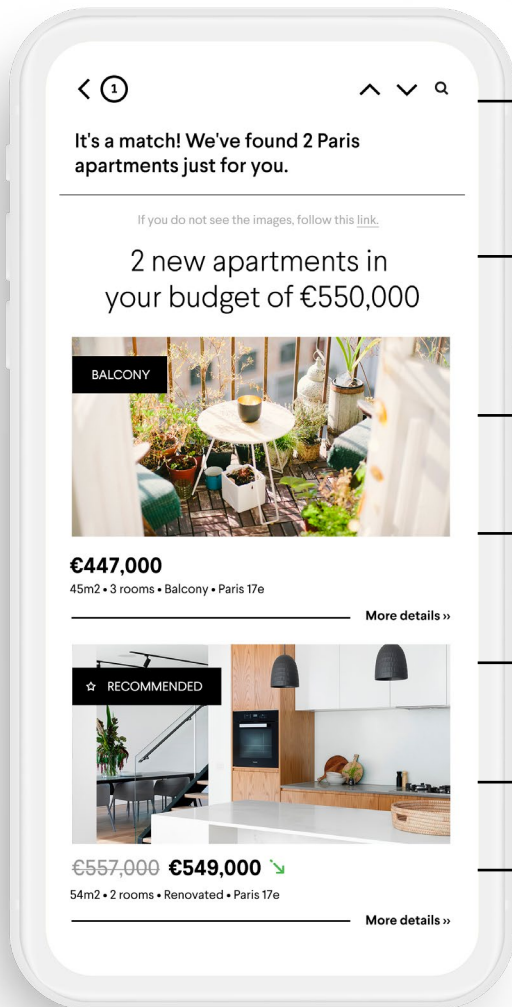 1
It's a match! We've found 2 Paris
apartments just for you.
If you do not see the images, follow this link.
2 new apartments in
your budget of €550,000
BALCONY
€447,000
45m2 • 3 rooms • Balcony • Paris 17e
More details ››
RECOMMENDED
€557,000 €549,000
54m2 • 2 rooms • Renovated • Paris 17e
More details ››